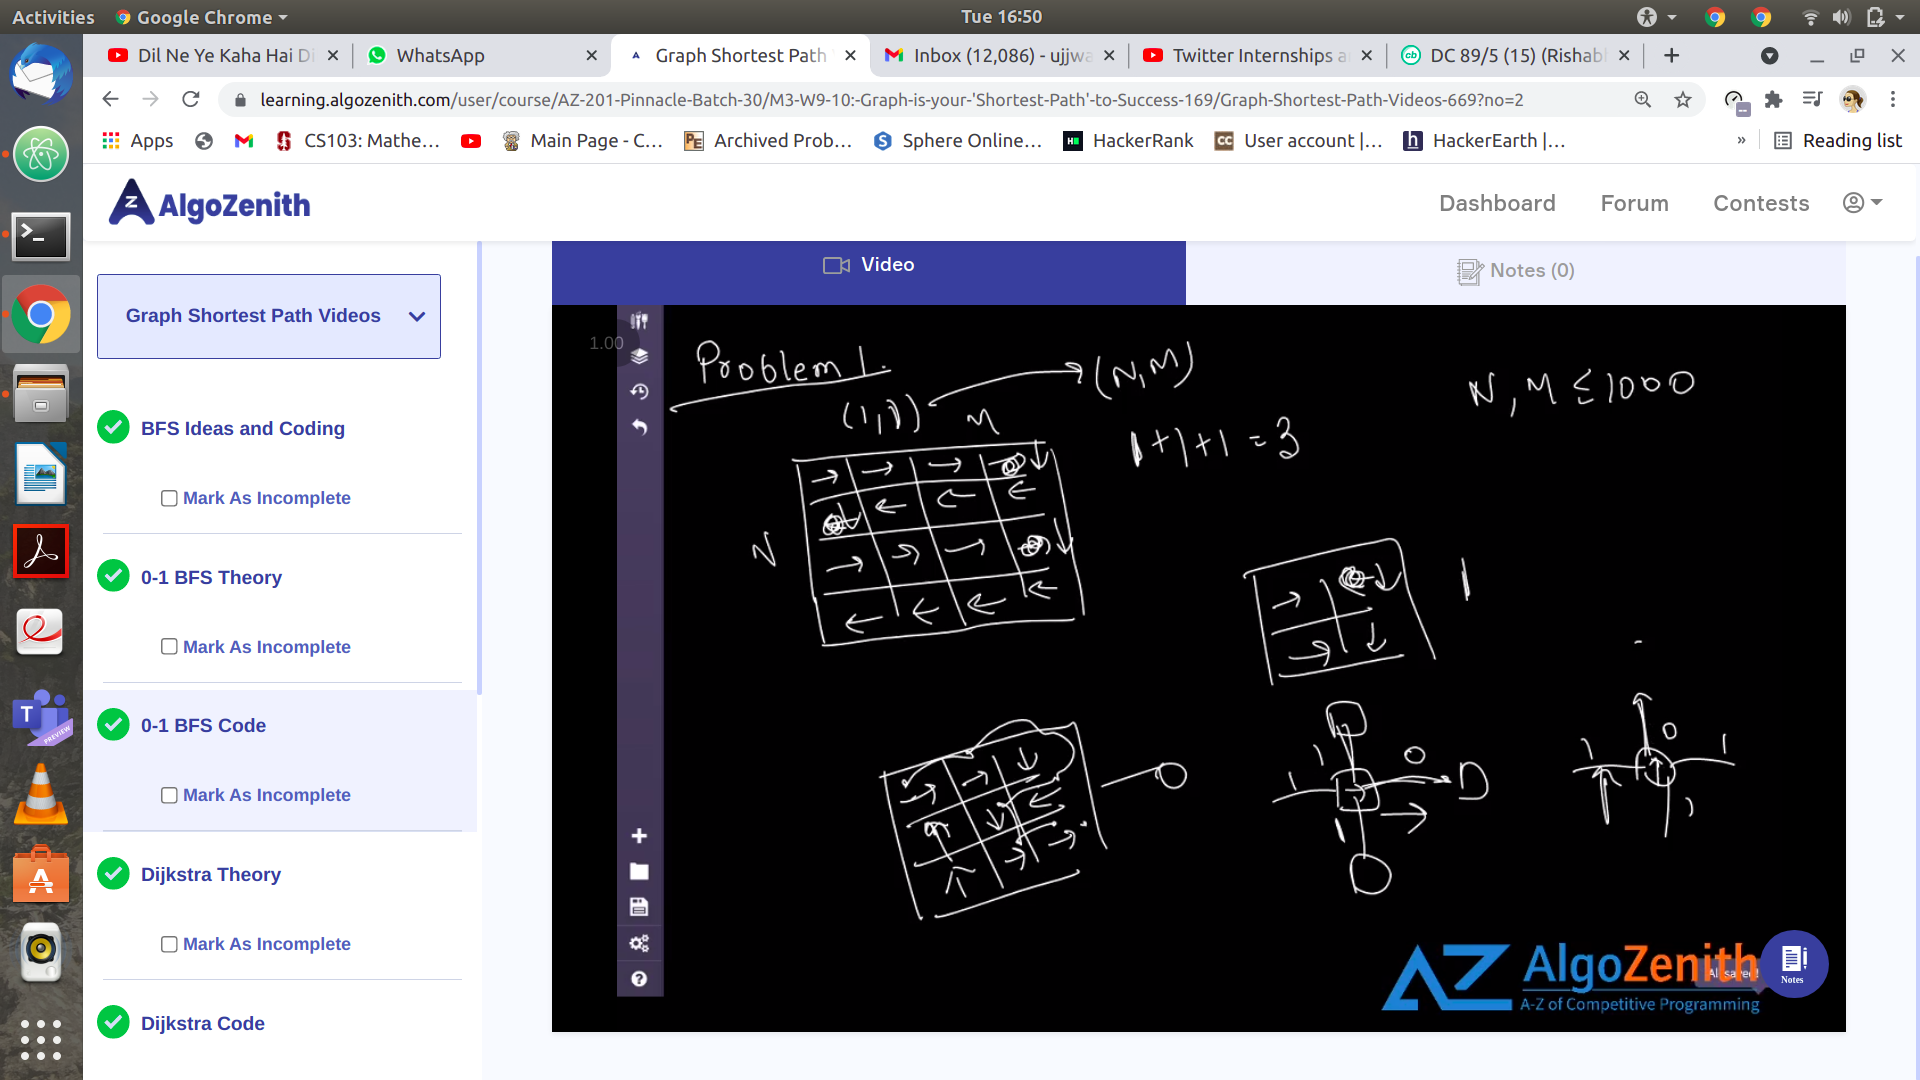 Activities Google Chrome Tue 16:50
Dil Ne Ye Kaha Hai Di WhatsApp Graph Shortest Path Inbox (12,086) - ujjwa Twitter Internships a DC 89/5 (15) (Rishab
learning.algozenith.com/user/course/AZ-201-Pinnacle-Batch-30/M3-W9-10:-Graph-is-your-'Shortest-Path'-to-Success-169/Graph-Shortest-Path-Videos-669?no=2
Apps CS103: Mathe... Main Page - C... Archived Prob... Sphere Online... HackerRank User account |... HackerEarth |... » Reading list
AlgoZenith Dashboard Forum Contests
Graph Shortest Path Videos
BFS Ideas and Coding
Mark As Incomplete
0-1 BFS Theory
Mark As Incomplete
0-1 BFS Code
Mark As Incomplete
Dijkstra Theory
Mark As Incomplete
Dijkstra Code
Video Notes (0)
1.00
Problem 1.
(1,1) (N,M)
N, M ≤ 1000
M
1+1+1 = 3
N
1
0
1 1 0
1
1 0 1
1
AZ AlgoZenith
A-Z of Competitive Programming
Notes